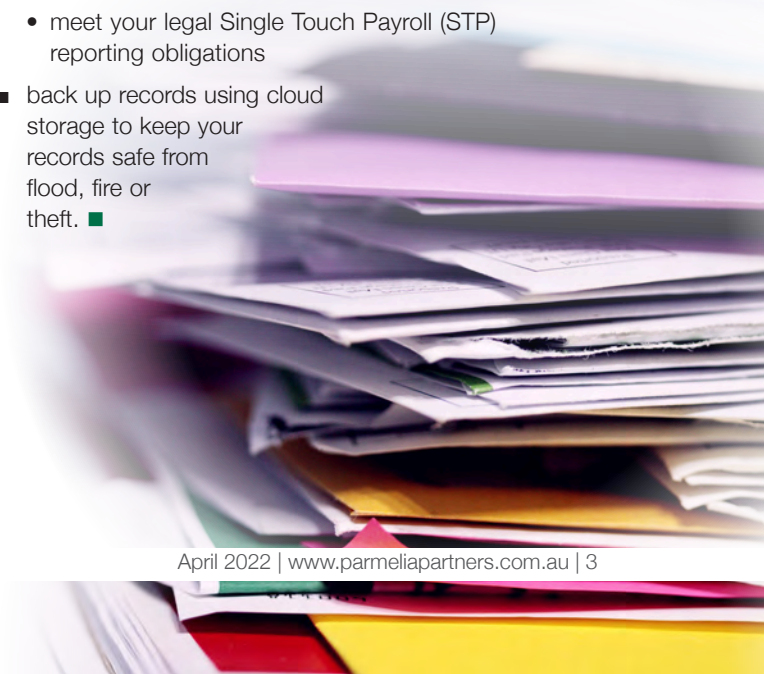 • meet your legal Single Touch Payroll (STP)
reporting obligations
■ back up records using cloud
storage to keep your
records safe from
flood, fire or
theft. ■
April 2022 | www.parmeliapartners.com.au | 3